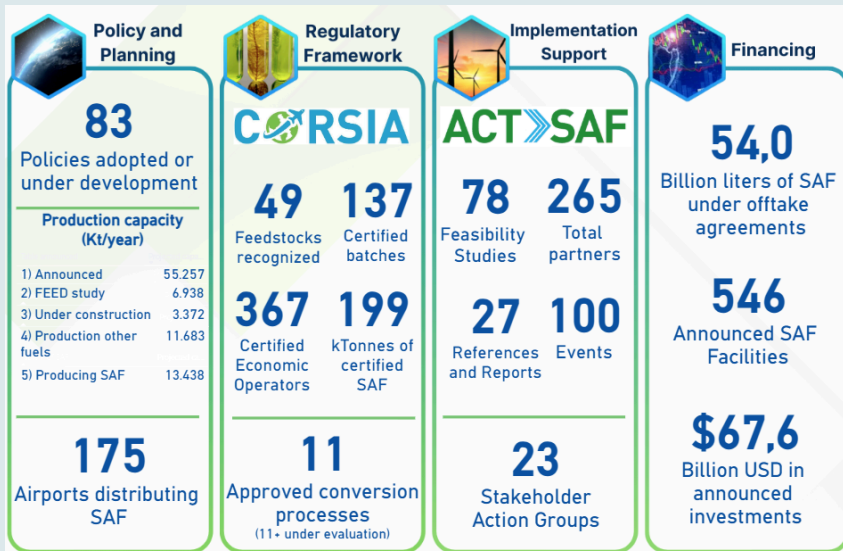 Policy and
Planning
83
Policies adopted or
under development
Production capacity
(Kt/year)
1) Announced 55.257
2) FEED study 6.938
3) Under construction 3.372
4) Production other
fuels 11.683
5) Producing SAF 13.438
175
Airports distributing
SAF
Regulatory
Framework
CORSIA
49
Feedstocks
recognized
137
Certified
batches
367
Certified
Economic
Operators
199
kTonnes of
certified
SAF
11
Approved conversion
processes
(11+ under evaluation)
Implementation
Support
ACT SAF
78
Feasibility
Studies
265
Total
partners
27
References
and Reports
100
Events
23
Stakeholder
Action Groups
Financing
54,0
Billion liters of SAF
under offtake
agreements
546
Announced SAF
Facilities
$67,6
Billion USD in
announced
investments